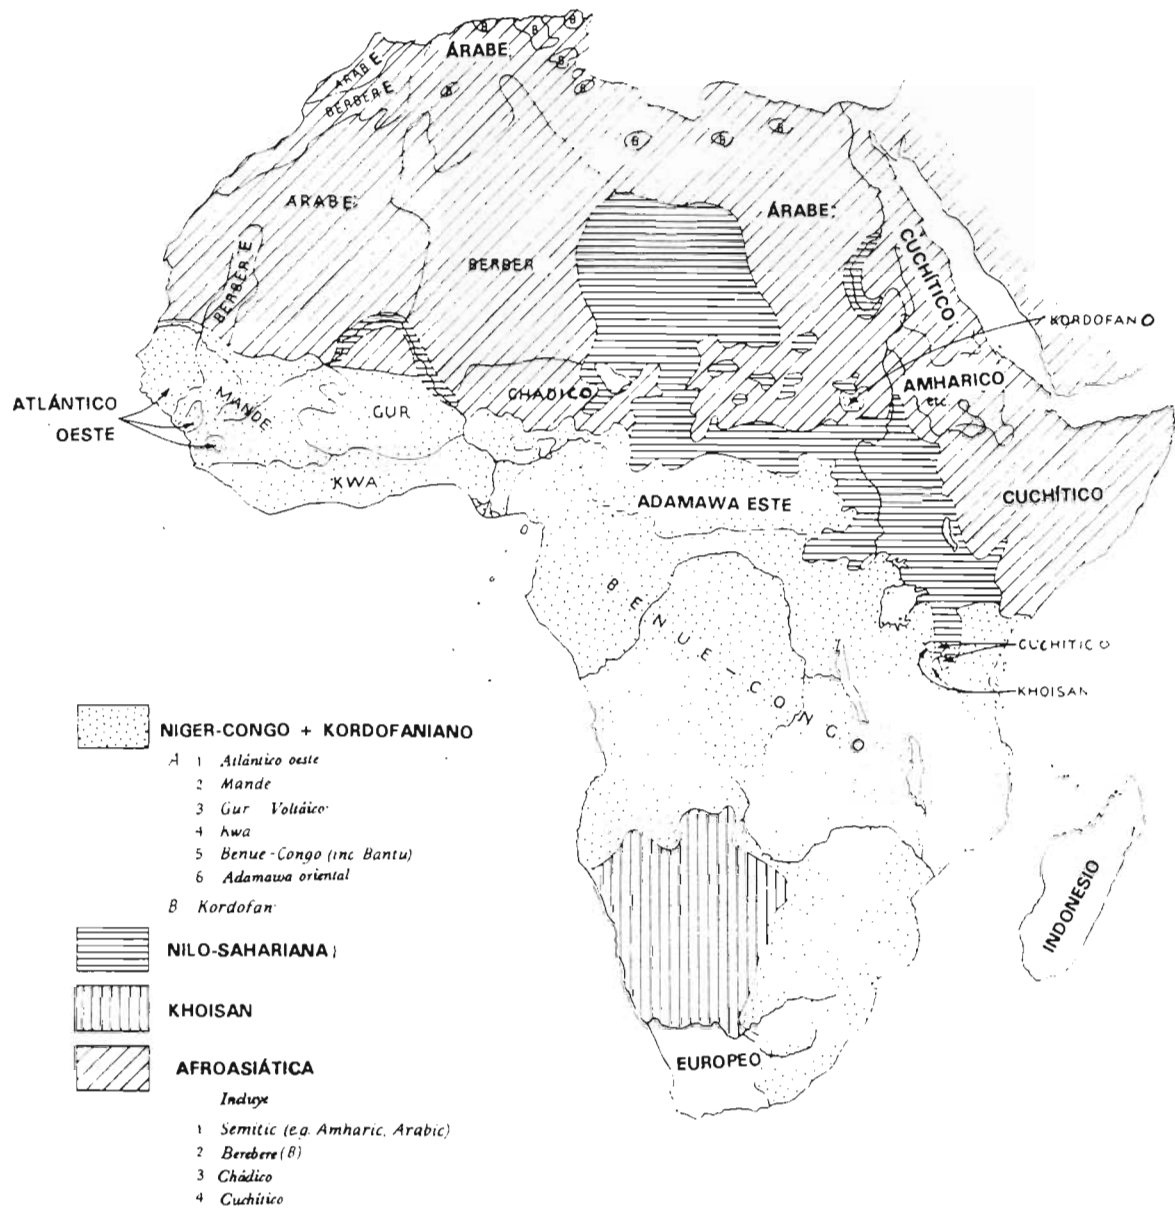 ÁRABE
ARABE
BERBERE
B
B
B
B
B
B
B
B
B
ARABE
BERBERE
BERBER
ÁRABE
CUCHÍTICO
KORDOFANO
AMHARICO
etc
CHADICO
MANDE
GUR
ATLÁNTICO
OESTE
KWA
ADAMAWA ESTE
CUCHÍTICO
BENUE-CONGO
CUCHITICO
KHOISAN
INDONESIO
EUROPEO
NIGER-CONGO + KORDOFANIANO
A 1 Atlántico oeste
2 Mande
3 Gur Voltáico
4 Kwa
5 Benue-Congo (inc Bantu)
6 Adamawa oriental
B Kordofan
NILO-SAHARIANA
KHOISAN
AFROASIÁTICA
Incluye
1 Semitic (e.g. Amharic, Arabic)
2 Berebere (B)
3 Chádico
4 Cuchítico